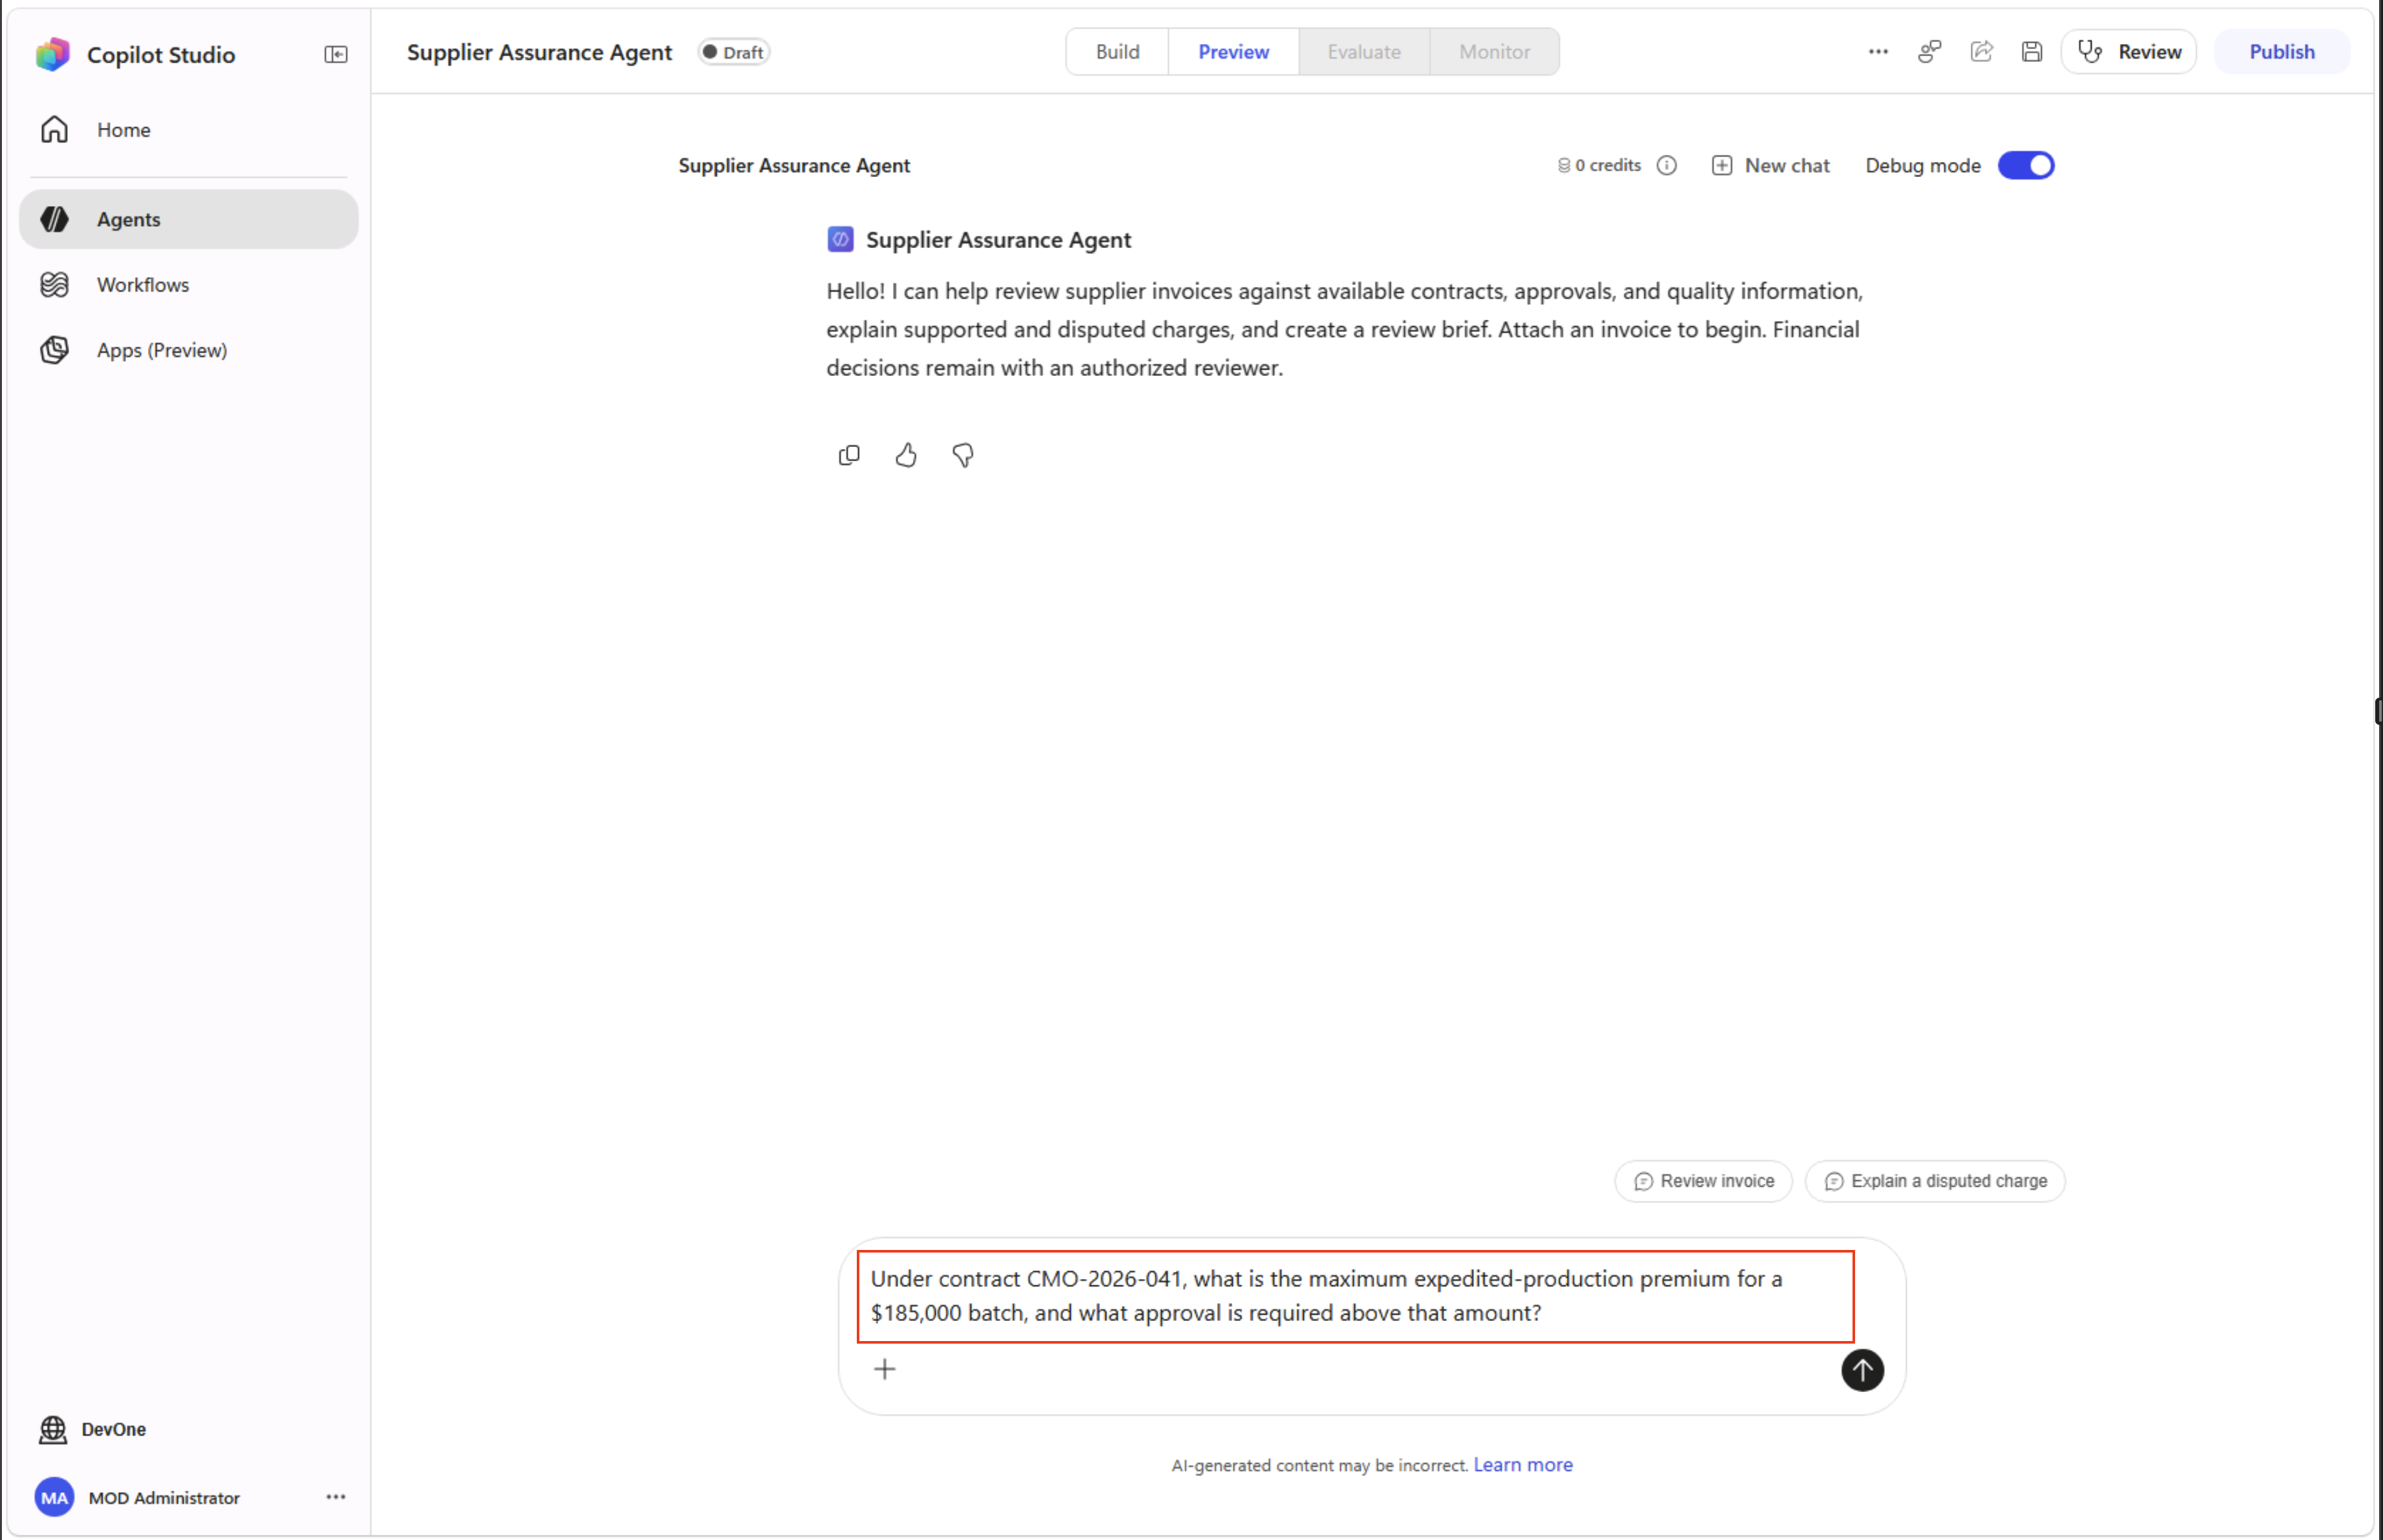 Copilot Studio
Home
Agents
Workflows
Apps (Preview)
DevOne
MA
MOD Administrator
Supplier Assurance Agent
Draft
Build
Preview
Evaluate
Monitor
Review
Publish
Supplier Assurance Agent
0 credits
New chat
Debug mode
Supplier Assurance Agent
Hello! I can help review supplier invoices against available contracts, approvals, and quality information,
explain supported and disputed charges, and create a review brief. Attach an invoice to begin. Financial
decisions remain with an authorized reviewer.
Review invoice
Explain a disputed charge
Under contract CMO-2026-041, what is the maximum expedited-production premium for a
$185,000 batch, and what approval is required above that amount?
AI-generated content may be incorrect. Learn more